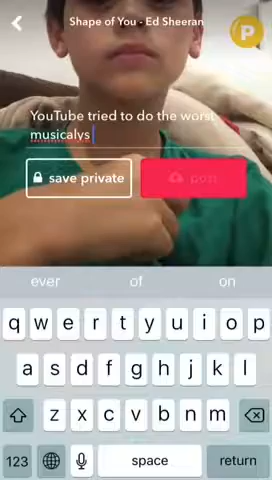 Shape of You - Ed Sheeran
P
YouTube tried to do the worst
musicalys
save private
post
ever of on
q w e r t y u i o p
a s d f g h j k l
z x c v b n m
123 space return